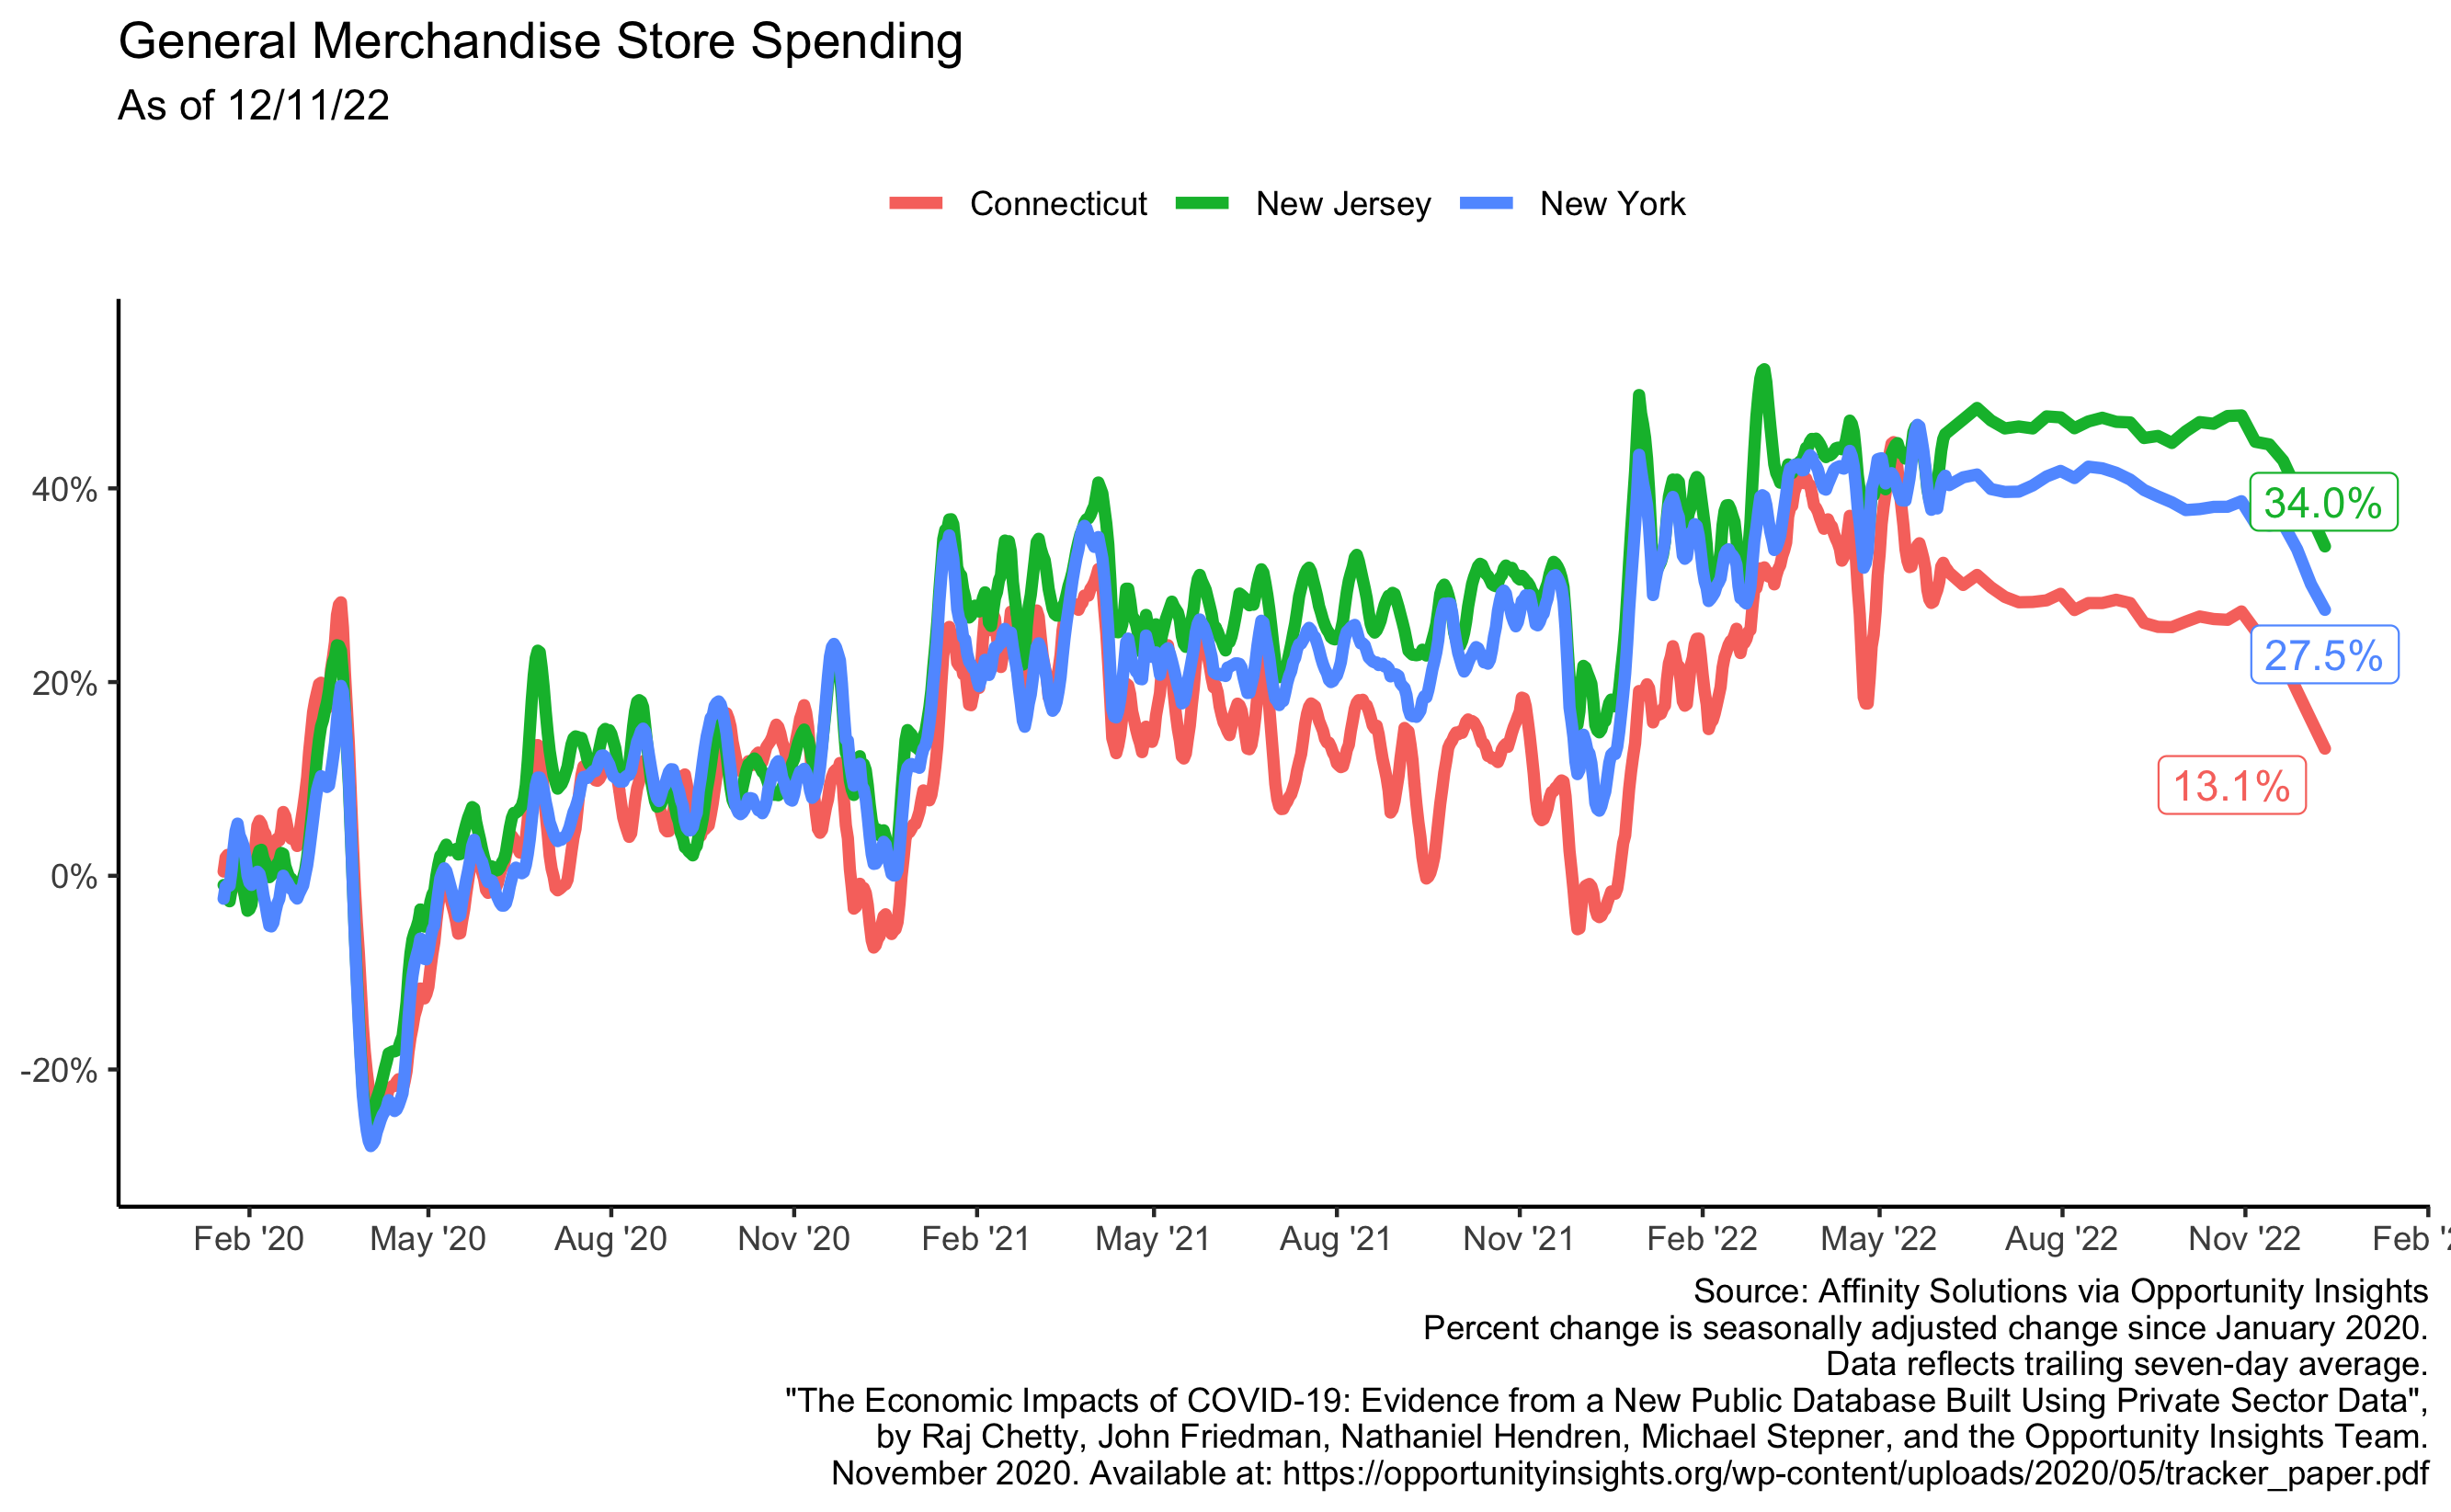 General Merchandise Store Spending
As of 12/11/22
Connecticut New Jersey New York
40%
20%
0%
-20%
34.0%
27.5%
13.1%
Feb '20 May '20 Aug '20 Nov '20 Feb '21 May '21 Aug '21 Nov '21 Feb '22 May '22 Aug '22 Nov '22 Feb
Source: Affinity Solutions via Opportunity Insights
Percent change is seasonally adjusted change since January 2020.
Data reflects trailing seven-day average.
"The Economic Impacts of COVID-19: Evidence from a New Public Database Built Using Private Sector Data",
by Raj Chetty, John Friedman, Nathaniel Hendren, Michael Stepner, and the Opportunity Insights Team.
November 2020. Available at: https://opportunityinsights.org/wp-content/uploads/2020/05/tracker_paper.pdf